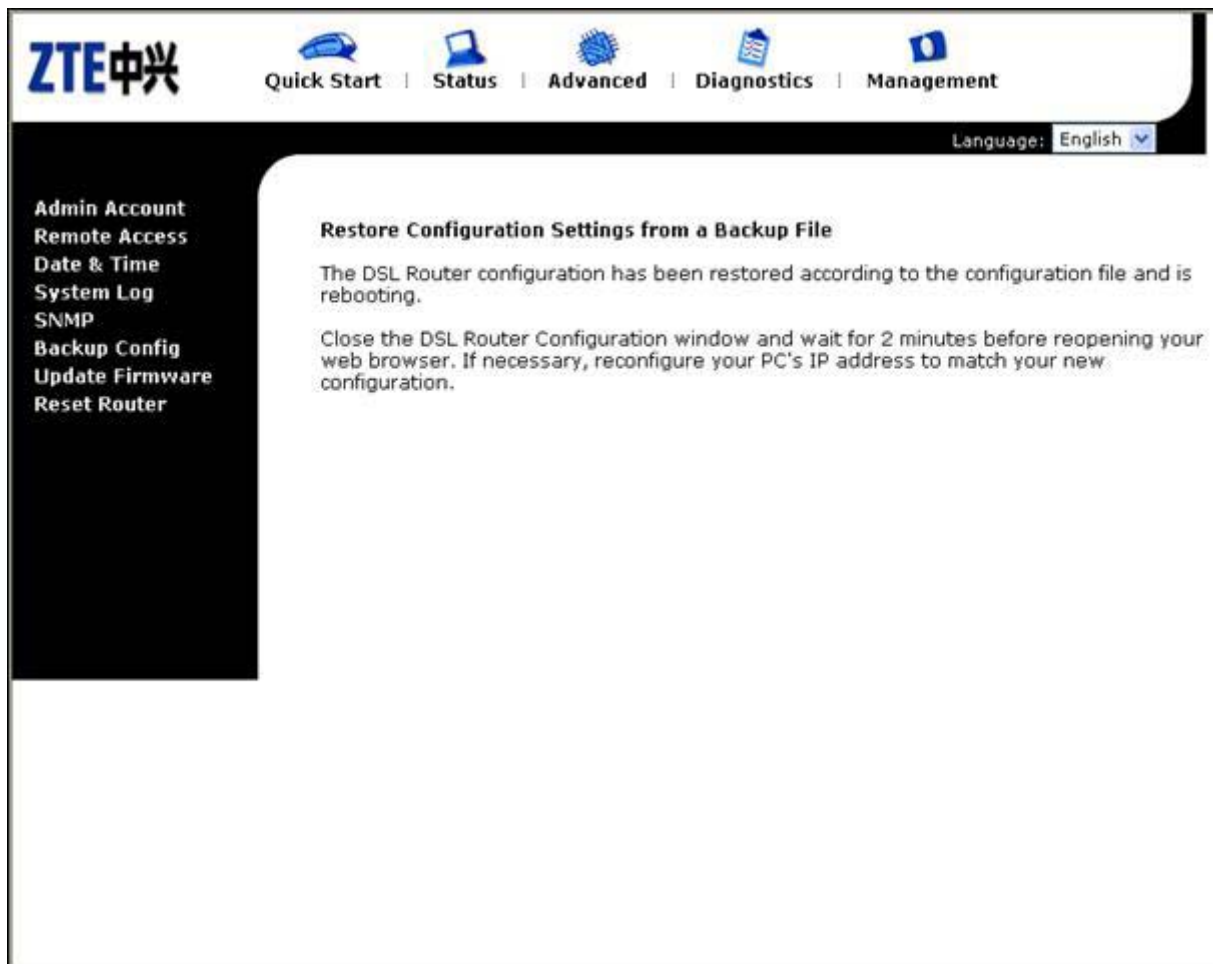 ZTE中兴
Quick Start | Status | Advanced | Diagnostics | Management
Language: English
Admin Account
Remote Access
Date & Time
System Log
SNMP
Backup Config
Update Firmware
Reset Router
Restore Configuration Settings from a Backup File
The DSL Router configuration has been restored according to the configuration file and is
rebooting.
Close the DSL Router Configuration window and wait for 2 minutes before reopening your
web browser. If necessary, reconfigure your PC's IP address to match your new
configuration.